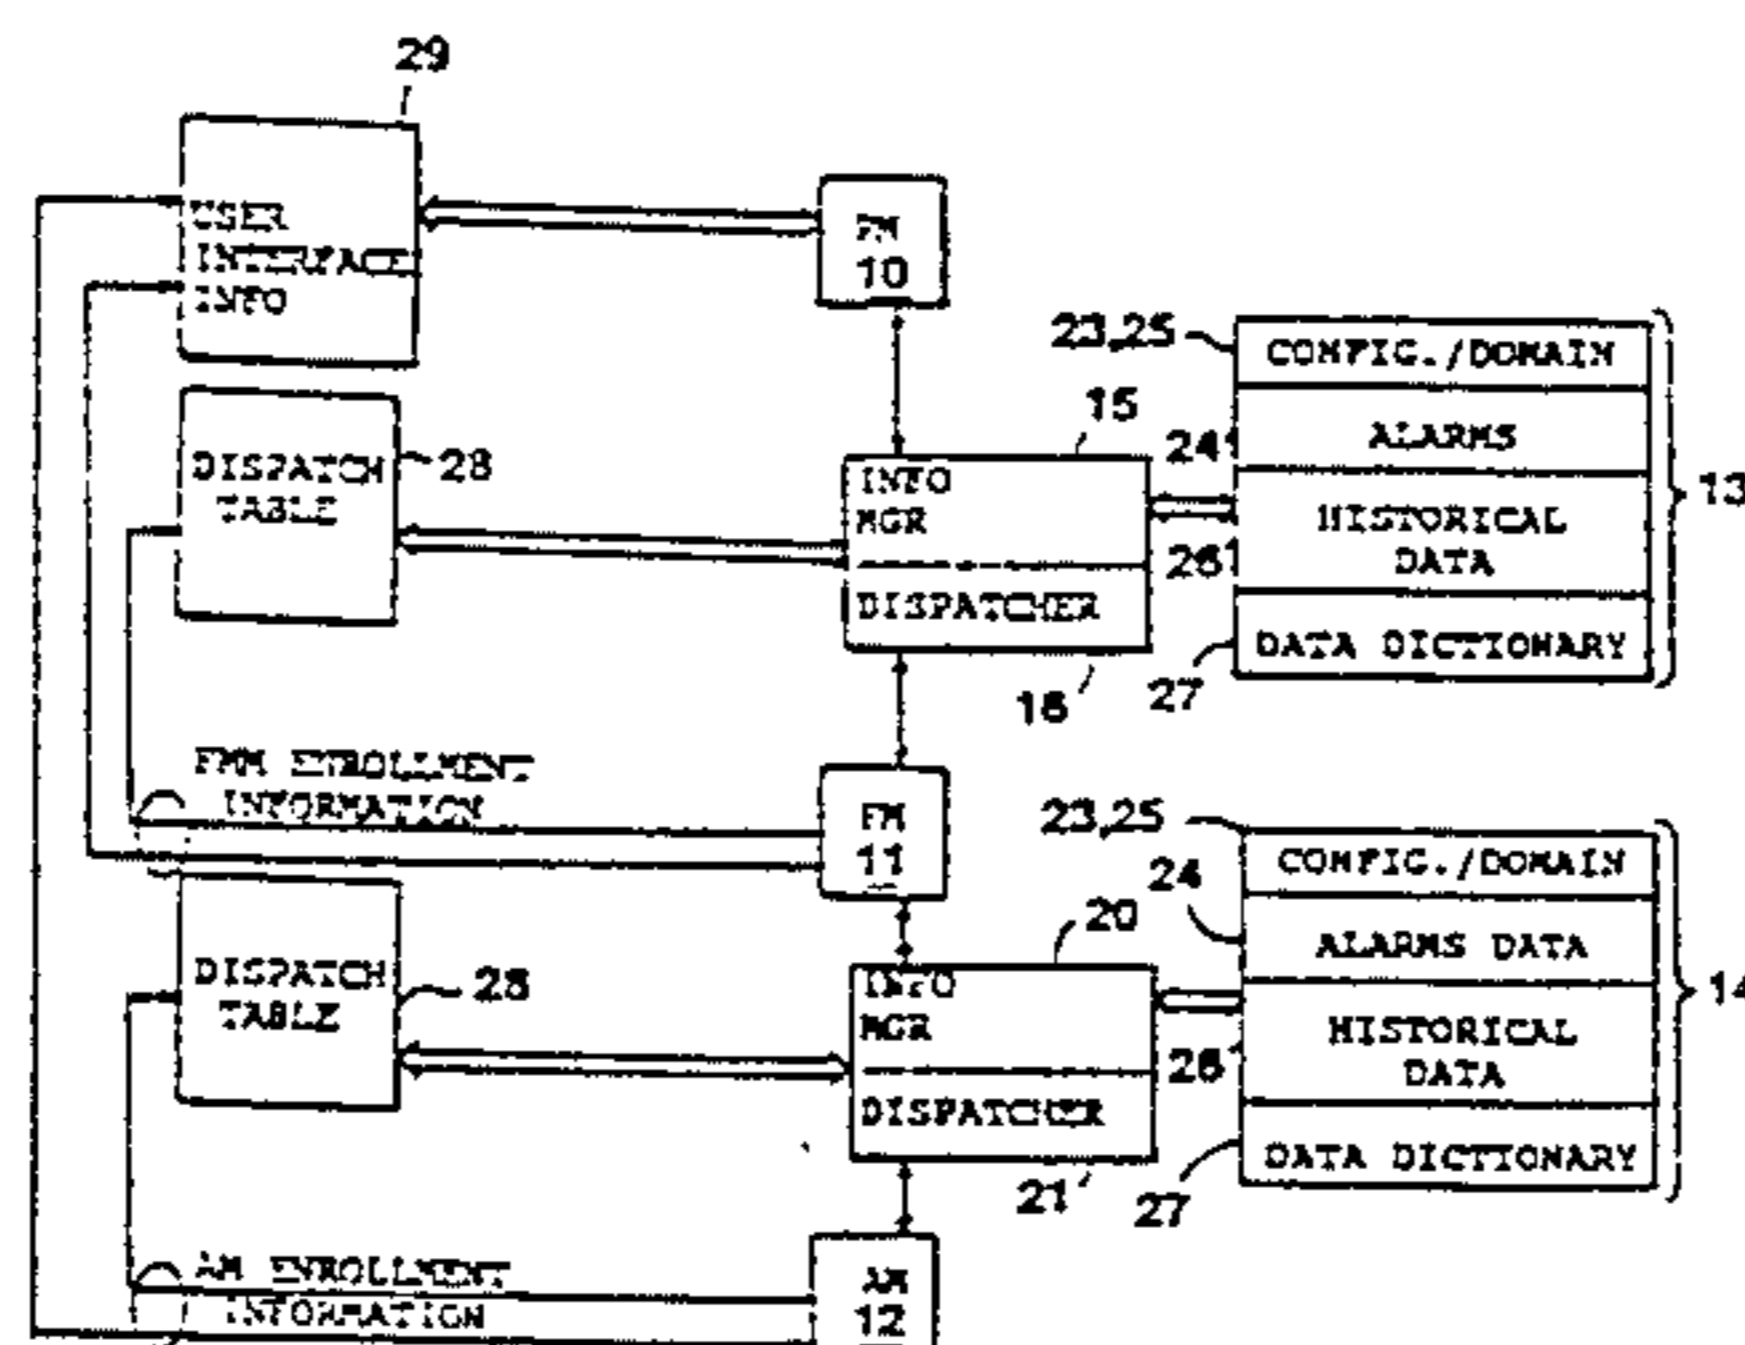 29
USER
INTERFACE
INFO
PM
10
23,25
CONFIG./DOMAIN
15
24
ALARMS
13
DISPATCH
TABLE
28
INFO
MGR
HISTORICAL
DATA
26
DISPATCHER
DATA DICTIONARY
27
16
FMM ENROLLMENT
INFORMATION
FM
11
23,25
CONFIG./DOMAIN
24
20
ALARMS DATA
DISPATCH
TABLE
28
INFO
MGR
14
HISTORICAL
DATA
26
DISPATCHER
DATA DICTIONARY
21
27
AM ENROLLMENT
INFORMATION
AM
12